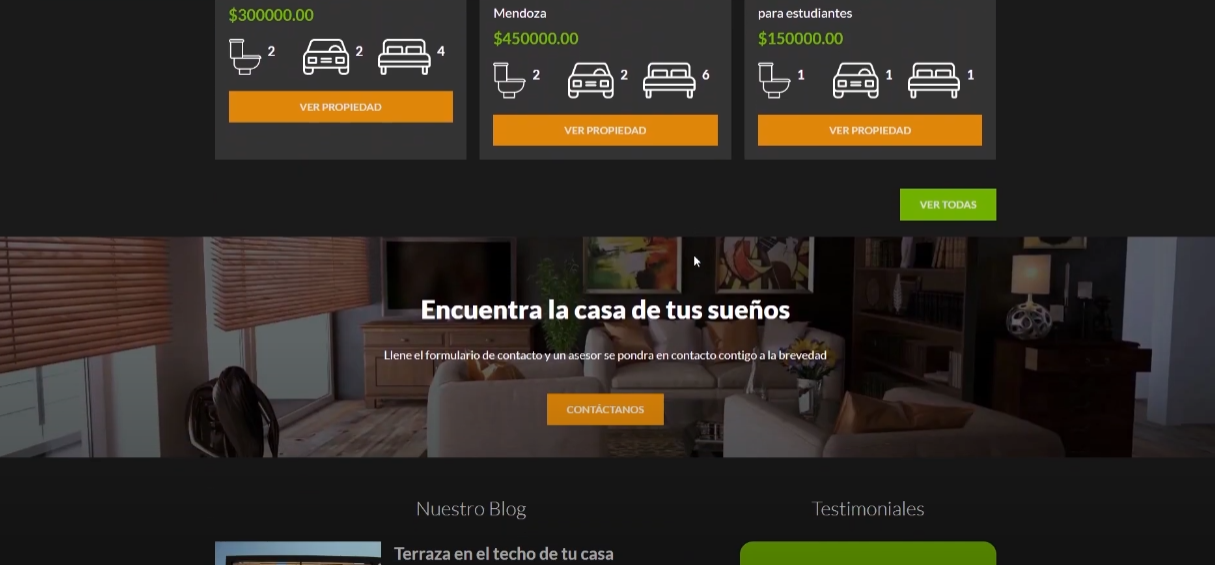 $300000.00
2 2 4
VER PROPIEDAD
Mendoza
$450000.00
2 2 6
VER PROPIEDAD
para estudiantes
$150000.00
1 1 1
VER PROPIEDAD
VER TODAS
Encuentra la casa de tus sueños
Llene el formulario de contacto y un asesor se pondra en contacto contigo a la brevedad
CONTÁCTANOS
Nuestro Blog
Terraza en el techo de tu casa
Testimoniales